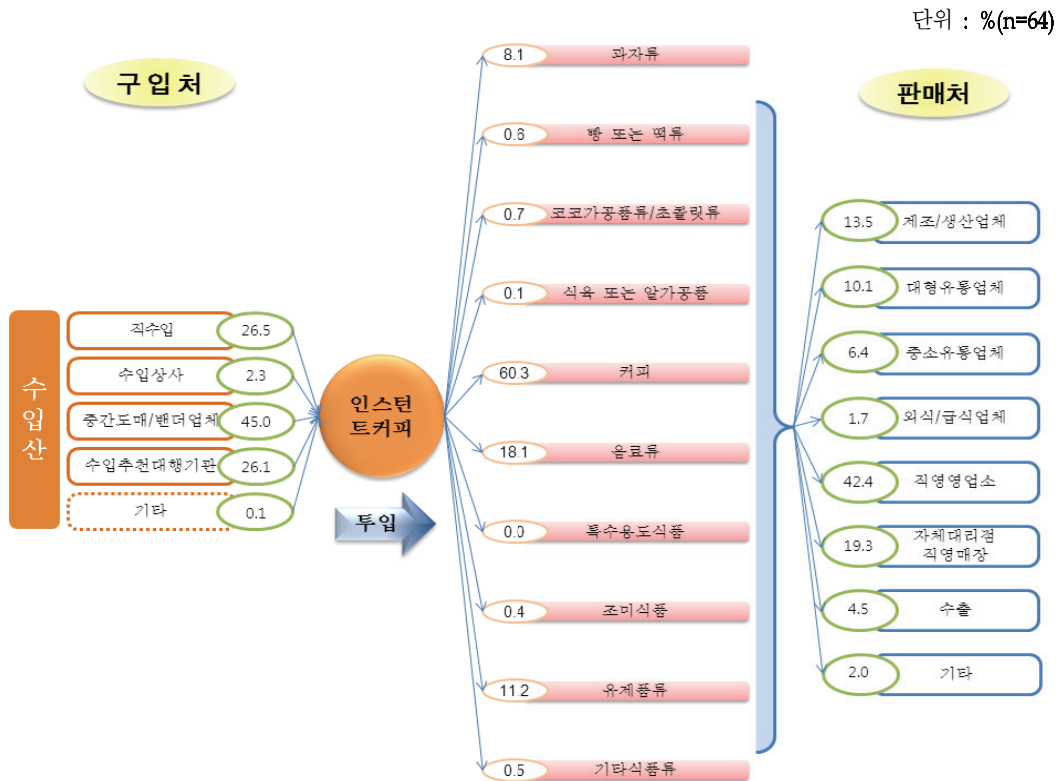 단위 : %(n=64)
구 입 처
판매처
수입산
직수입 26.5
수입상사 2.3
중간도매/밴더업체 45.0
수입추천대행기관 26.1
기타 0.1
인스턴
트커피
투입
8.1 과자류
0.6 빵 또는 떡류
0.7 코코가공품류/초콜릿류
0.1 식육 또는 알가공품
60.3 커피
18.1 음료류
0.0 특수용도식품
0.4 조미식품
11.2 유제품류
0.5 기타식품류
13.5 제조/생산업체
10.1 대형유통업체
6.4 중소유통업체
1.7 외식/급식업체
42.4 직영영업소
19.3 자체대리점
직영매장
4.5 수출
2.0 기타